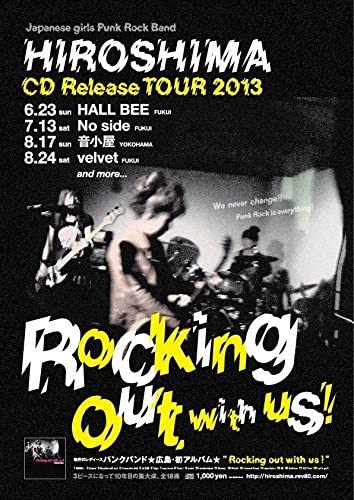 Japanese girls Punk Rock Band
HIROSHIMA
CD Release TOUR 2013
6.23 sun HALL BEE FUKUI
7.13 sat No side FUKUI
8.17 sun 音小屋 YOKOHAMA
8.24 sat velvet FUKUI
and more...
We never change!!
Punk Rock is everything!
Rocking
out with us!!
福井のレディースパンクバンド★広島・初アルバム★ "Rocking out with us!"
3ピースになって10年目の集大成、全18曲 1,000yen http://hiroshima.rev80.com/